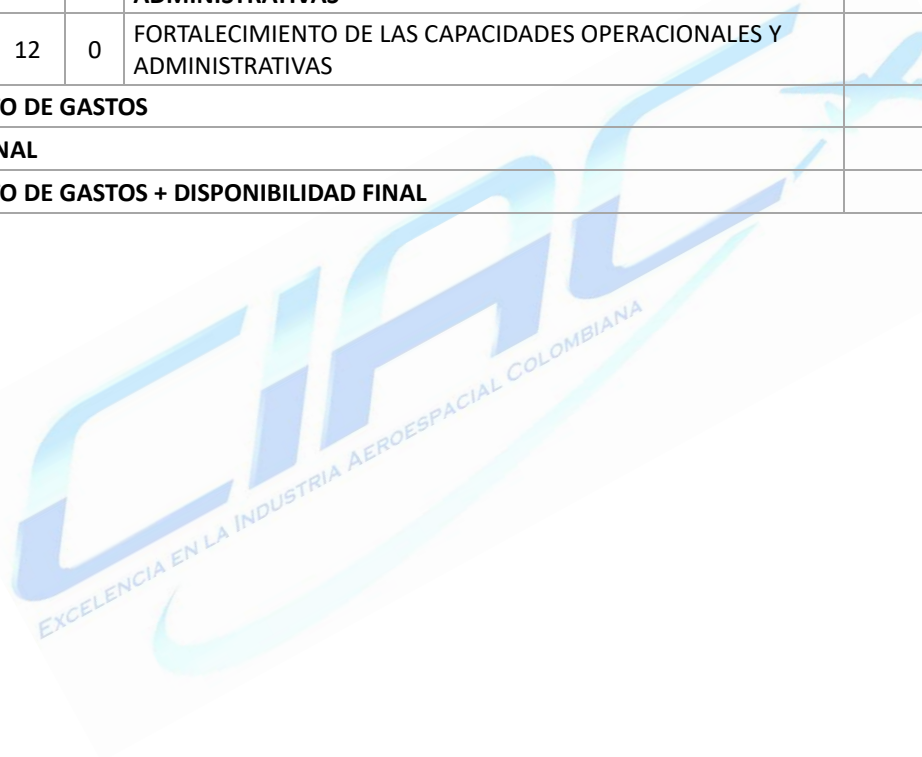 ADMINISTRATIVAS
12 0 FORTALECIMIENTO DE LAS CAPACIDADES OPERACIONALES Y
ADMINISTRATIVAS
O DE GASTOS
NAL
O DE GASTOS + DISPONIBILIDAD FINAL
CIAC
EXCELENCIA EN LA INDUSTRIA AEROESPACIAL COLOMBIANA